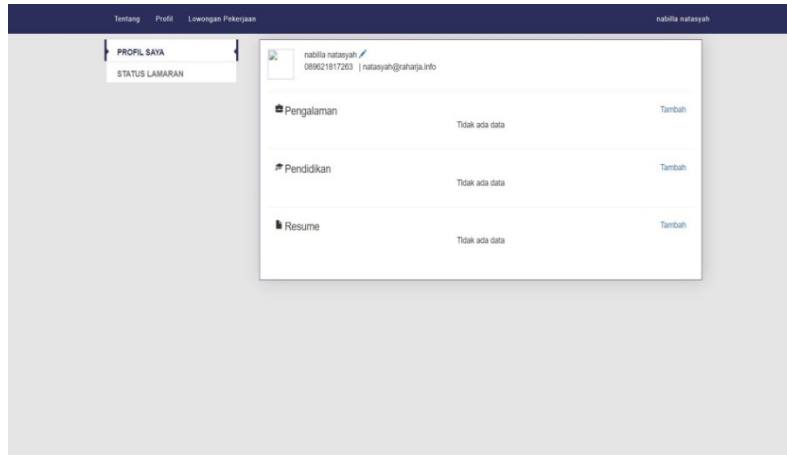 Tentang Profil Lowongan Pekerjaan nabilla natasyah
PROFIL SAYA
STATUS LAMARAN
nabilla natasyah
089621817263 | natasyah@raharja.info
Pengalaman Tambah
Tidak ada data
Pendidikan Tambah
Tidak ada data
Resume Tambah
Tidak ada data